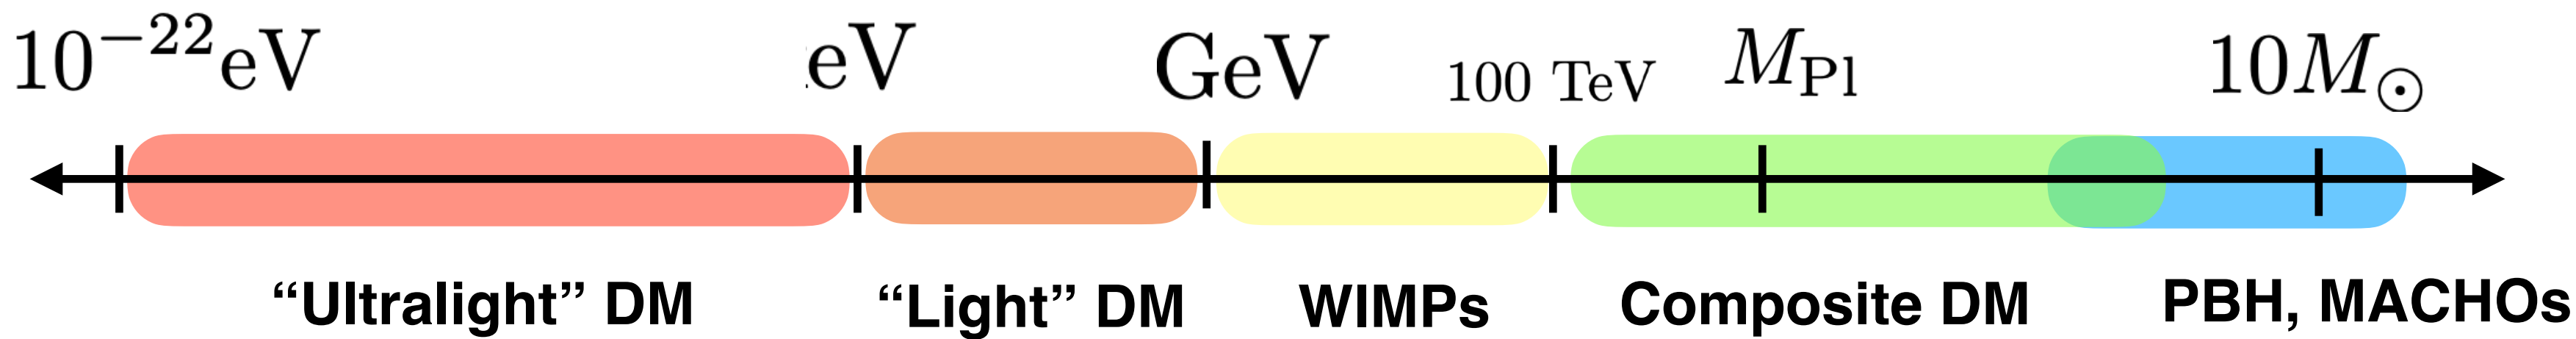 10⁻²²eV eV GeV 100 TeV M_Pl 10M_⊙
“Ultralight” DM “Light” DM WIMPs Composite DM PBH, MACHOs